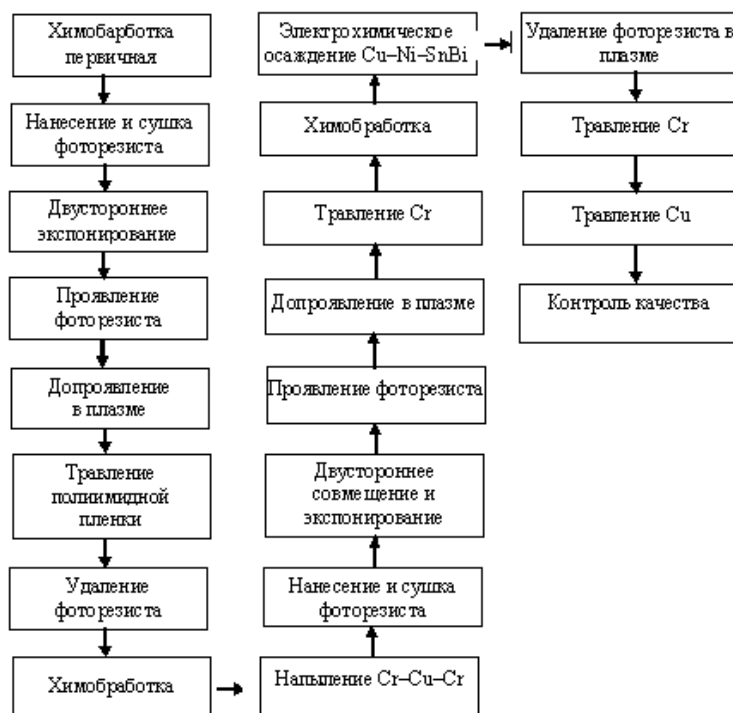 Химобарботка
первичная
Нанесение и сушка
фоторезиста
Двустороннее
экспонирование
Проявление
фоторезиста
Допроявление
в плазме
Травление
полиимидной
пленки
Удаление
фоторезиста
Химобработка
Напыление Cr–Cu–Cr
Нанесение и сушка
фоторезиста
Двустороннее
совмещение и
экспонирование
Проявление фоторезиста
Допроявление в плазме
Травление Cr
Химобработка
Электрохимическое
осаждение Cu–Ni–SnBi
Удаление фоторезиста в
плазме
Травление Cr
Травление Cu
Контроль качества